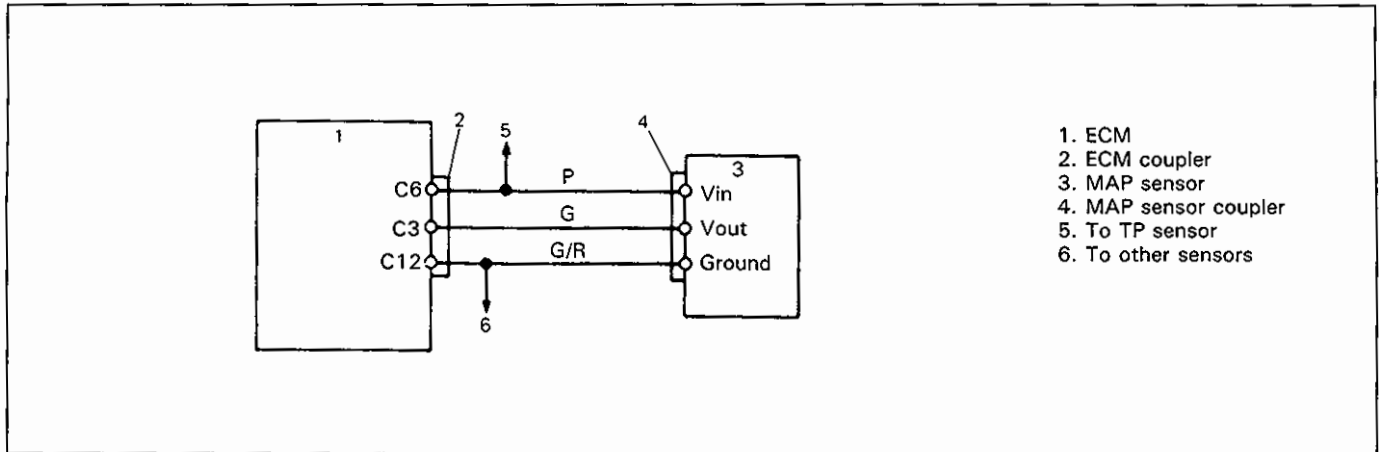 1
2
5
4
3
C6
P
Vin
C3
G
Vout
C12
G/R
Ground
6
1. ECM
2. ECM coupler
3. MAP sensor
4. MAP sensor coupler
5. To TP sensor
6. To other sensors